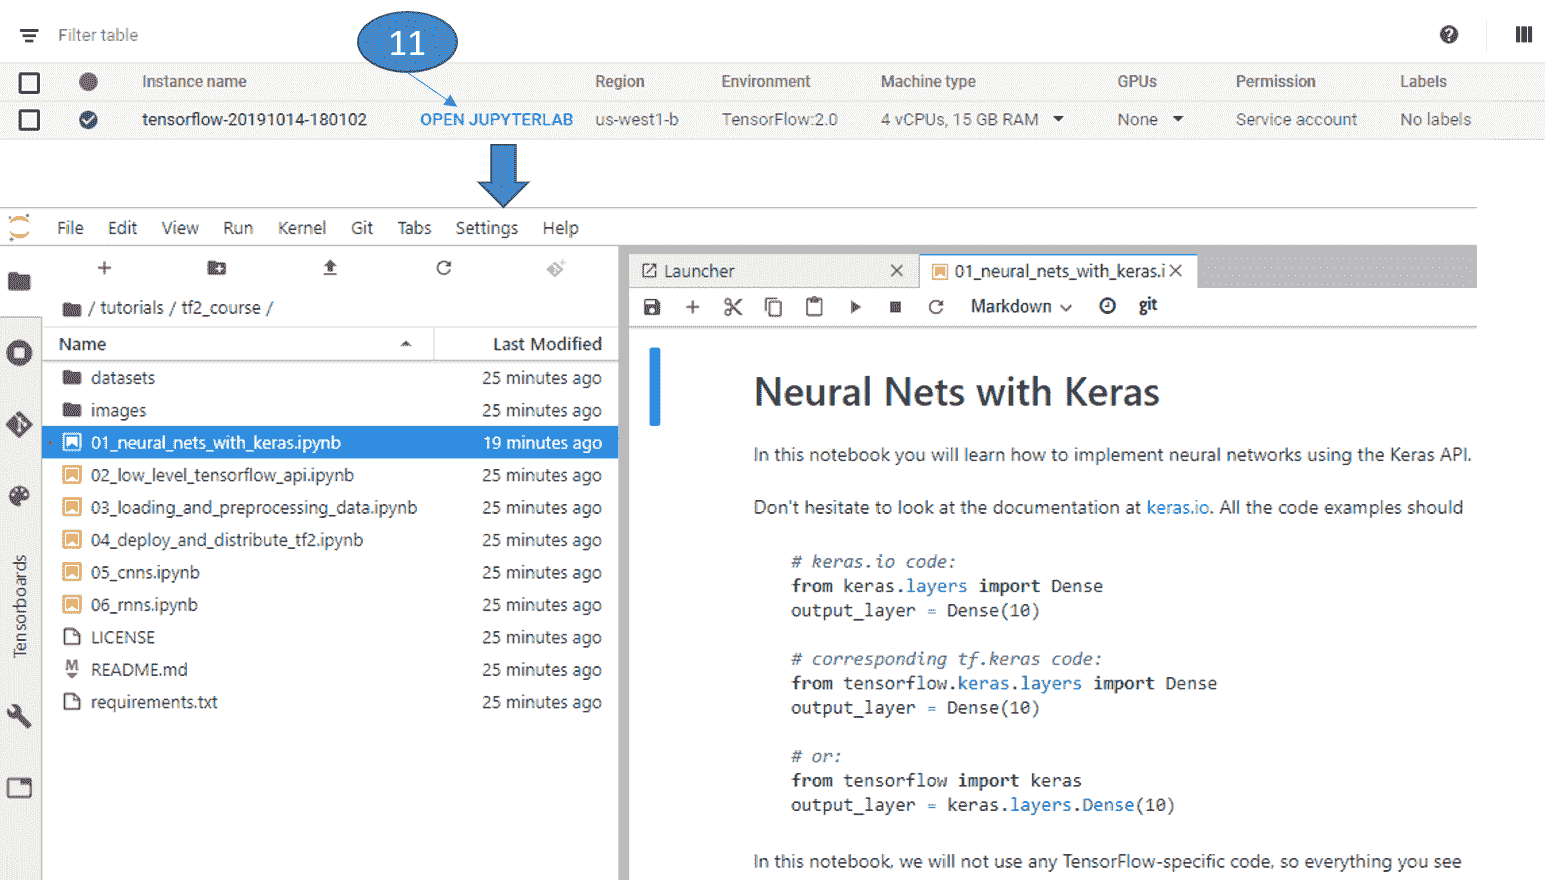 Filter table
11
Instance name Region Environment Machine type GPUs Permission Labels
tensorflow-20191014-180102 OPEN JUPYTERLAB us-west1-b TensorFlow:2.0 4 vCPUs, 15 GB RAM None Service account No labels
File Edit View Run Kernel Git Tabs Settings Help
Launcher 01_neural_nets_with_keras.i
/ tutorials / tf2_course /
Markdown git
Name Last Modified
datasets 25 minutes ago
images 25 minutes ago
01_neural_nets_with_keras.ipynb 19 minutes ago
02_low_level_tensorflow_api.ipynb 25 minutes ago
03_loading_and_preprocessing_data.ipynb 25 minutes ago
04_deploy_and_distribute_tf2.ipynb 25 minutes ago
05_cnns.ipynb 25 minutes ago
06_rnns.ipynb 25 minutes ago
LICENSE 25 minutes ago
README.md 25 minutes ago
requirements.txt 25 minutes ago
Tensorboards
Neural Nets with Keras
In this notebook you will learn how to implement neural networks using the Keras API.
Don't hesitate to look at the documentation at keras.io. All the code examples should
# keras.io code:
from keras.layers import Dense
output_layer = Dense(10)
# corresponding tf.keras code:
from tensorflow.keras.layers import Dense
output_layer = Dense(10)
# or:
from tensorflow import keras
output_layer = keras.layers.Dense(10)
In this notebook, we will not use any TensorFlow-specific code, so everything you see